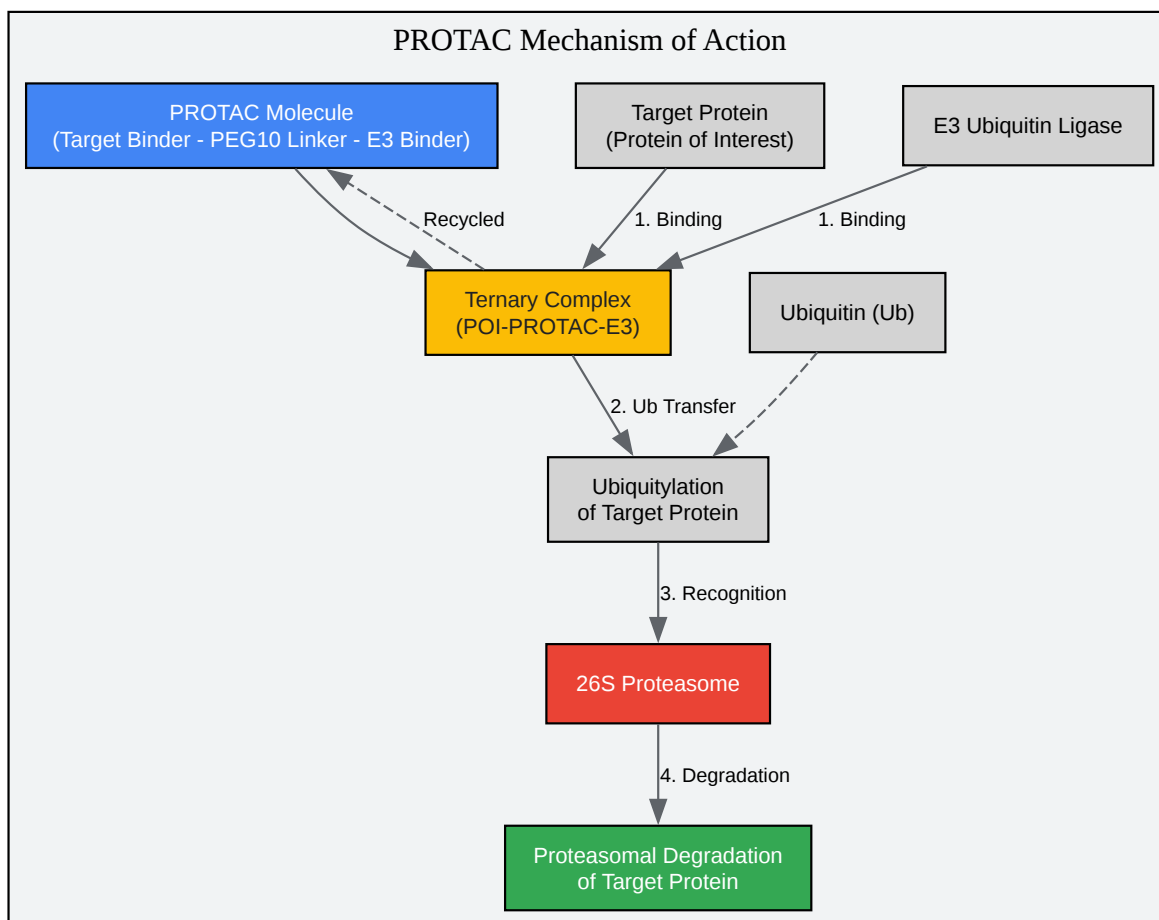 PROTAC Mechanism of Action
PROTAC Molecule
(Target Binder - PEG10 Linker - E3 Binder)
Target Protein
(Protein of Interest)
E3 Ubiquitin Ligase
Recycled
1. Binding
1. Binding
Ternary Complex
(POI-PROTAC-E3)
Ubiquitin (Ub)
2. Ub Transfer
Ubiquitylation
of Target Protein
3. Recognition
26S Proteasome
4. Degradation
Proteasomal Degradation
of Target Protein